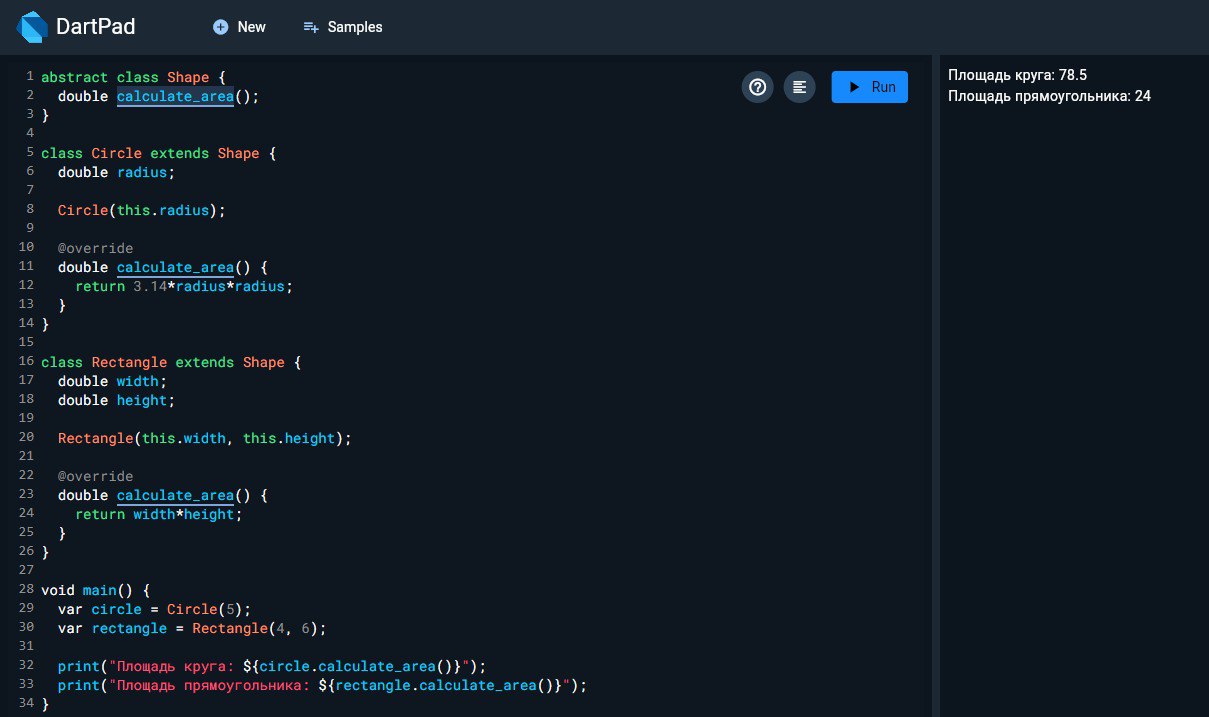 DartPad
New
Samples
Run
1 abstract class Shape {
2   double calculate_area();
3 }
4
5 class Circle extends Shape {
6   double radius;
7
8   Circle(this.radius);
9
10   @override
11   double calculate_area() {
12     return 3.14*radius*radius;
13   }
14 }
15
16 class Rectangle extends Shape {
17   double width;
18   double height;
19
20   Rectangle(this.width, this.height);
21
22   @override
23   double calculate_area() {
24     return width*height;
25   }
26 }
27
28 void main() {
29   var circle = Circle(5);
30   var rectangle = Rectangle(4, 6);
31
32   print("Площадь круга: ${circle.calculate_area()}");
33   print("Площадь прямоугольника: ${rectangle.calculate_area()}");
34 }
Площадь круга: 78.5
Площадь прямоугольника: 24